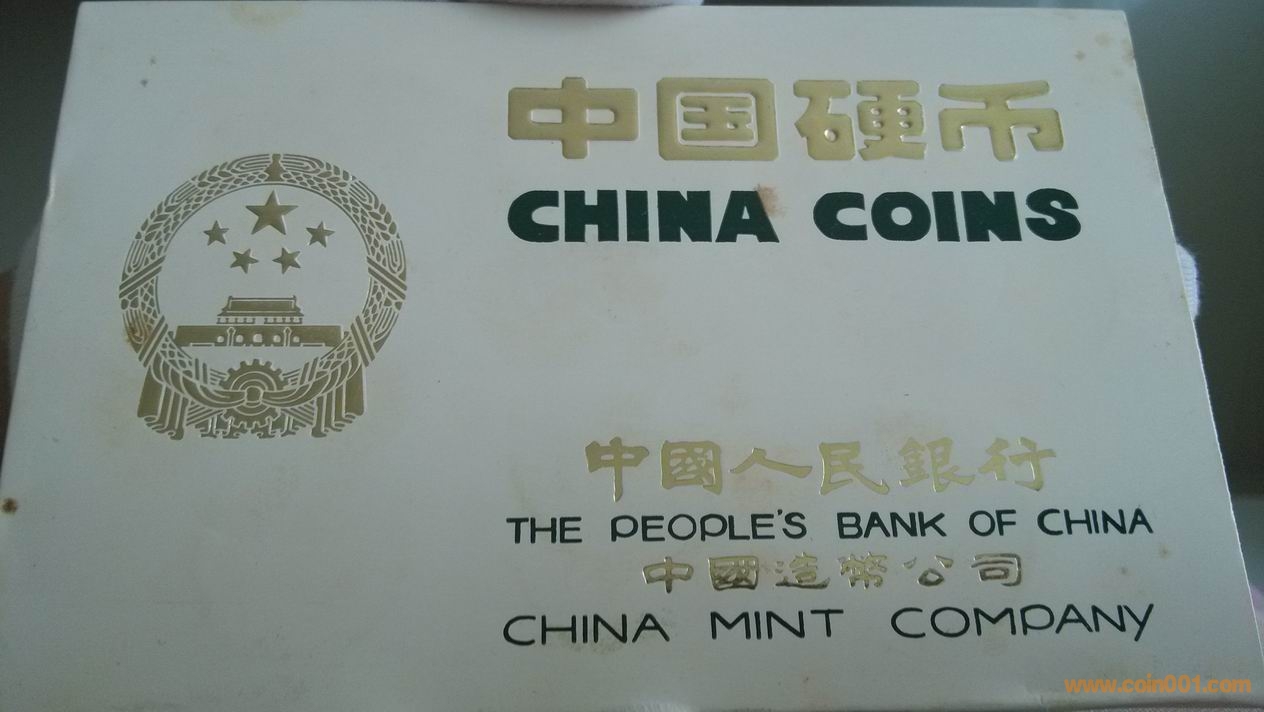 中国硬币
CHINA COINS
中國人民銀行
THE PEOPLE'S BANK OF CHINA
中國造幣公司
CHINA MINT COMPANY
www.coin001.com